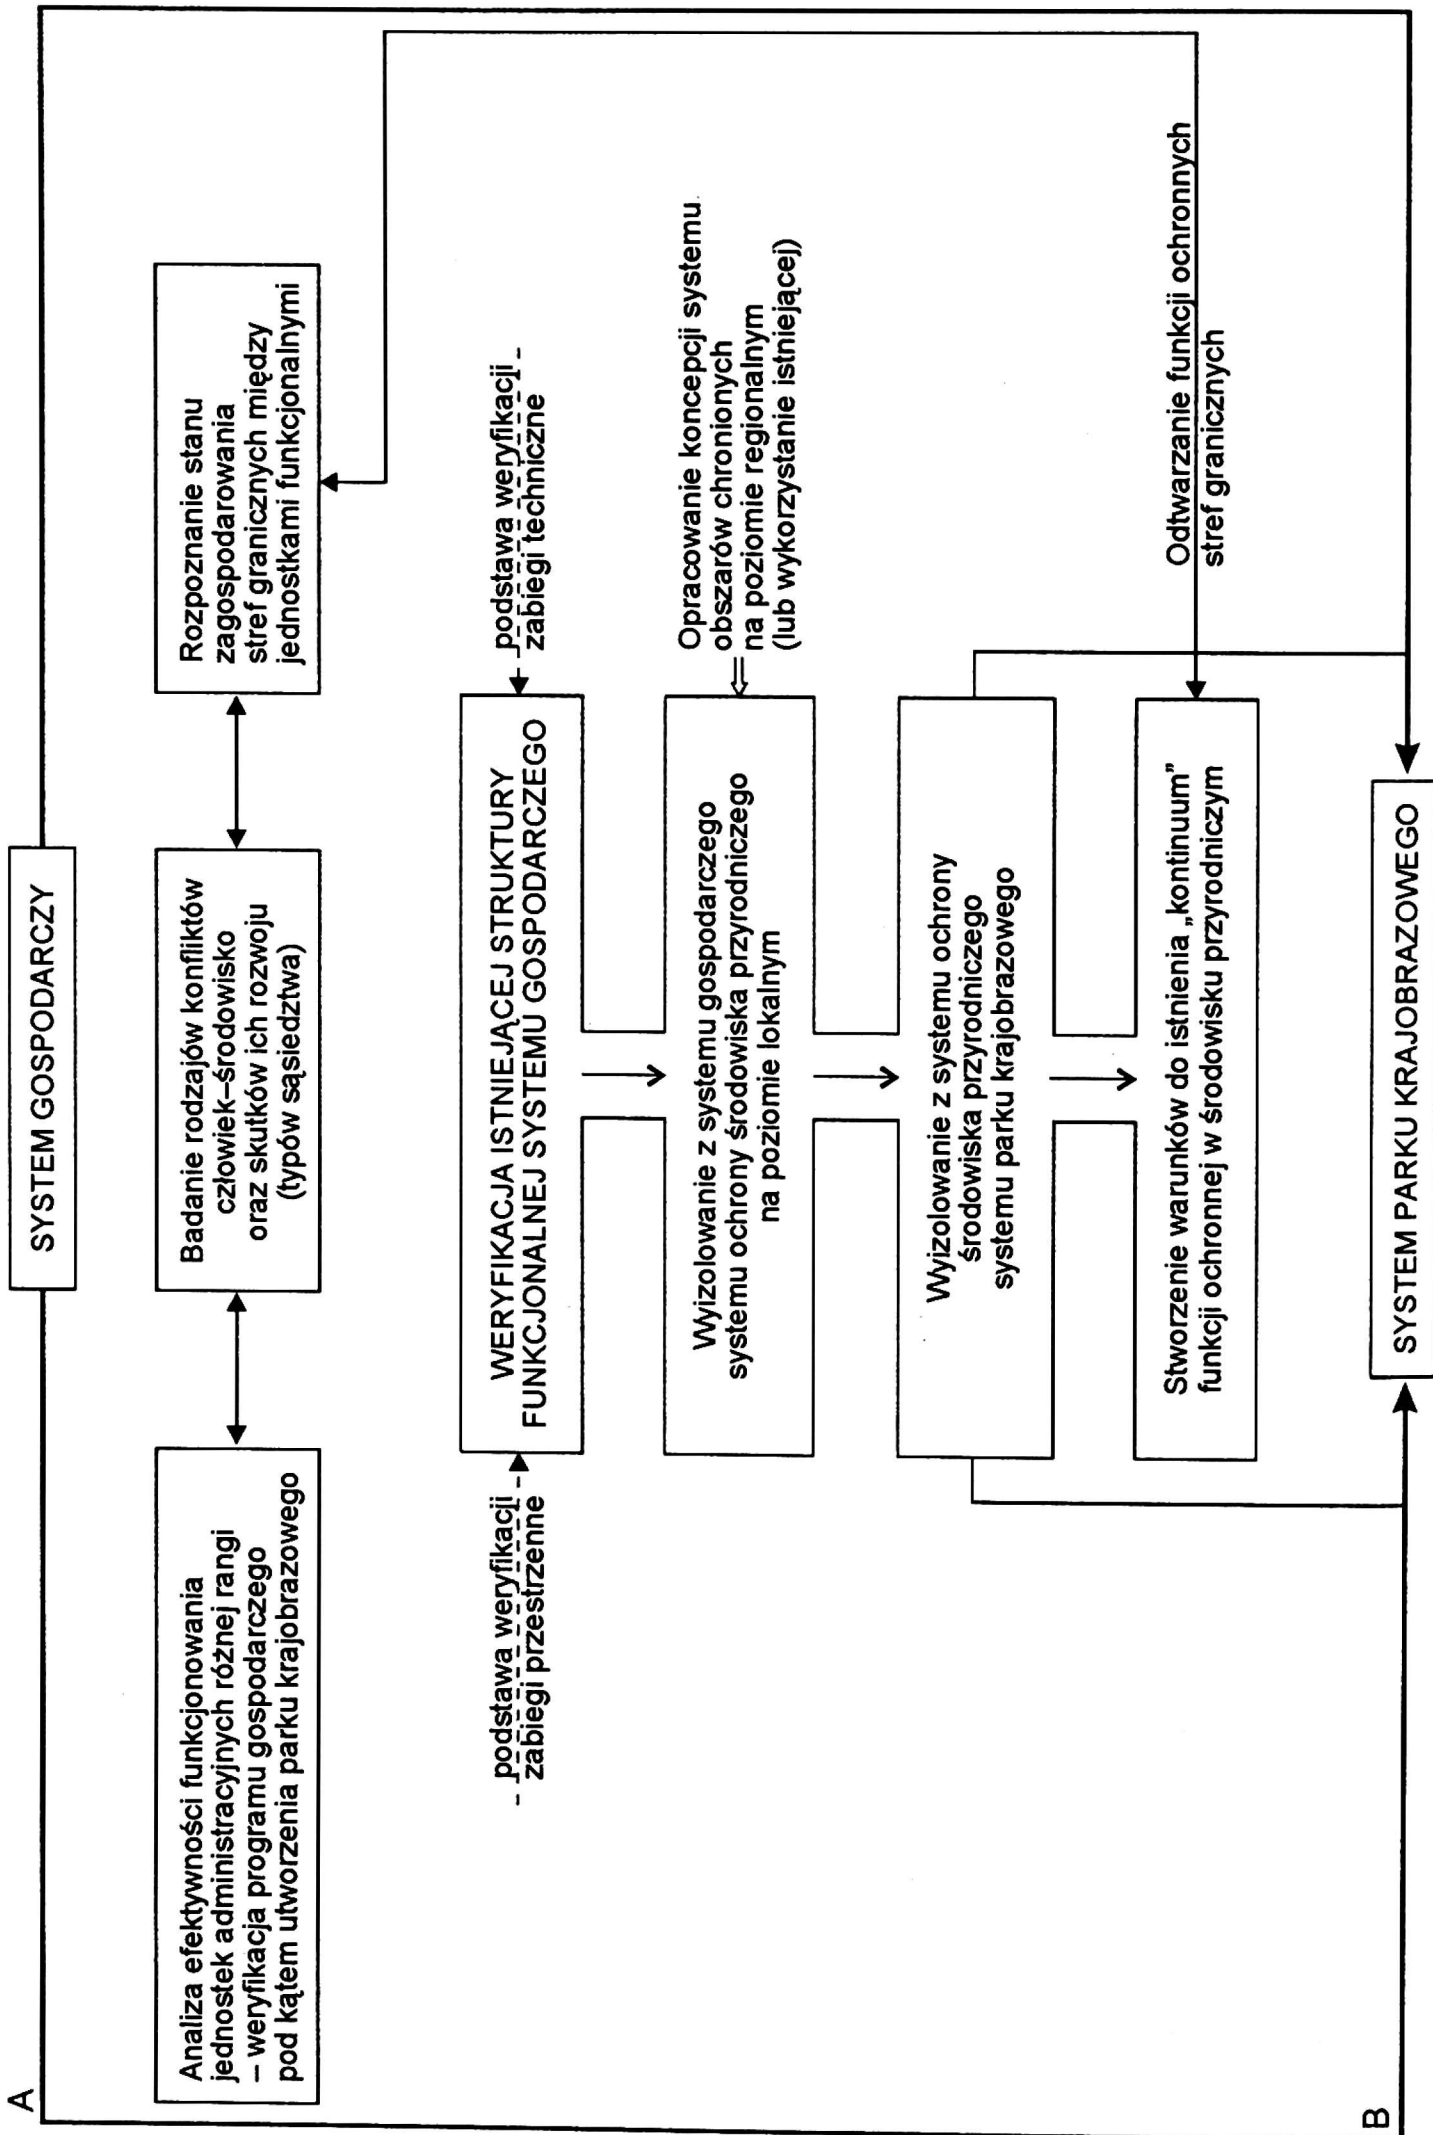 A
SYSTEM GOSPODARCZY
Analiza efektywności funkcjonowania
jednostek administracyjnych różnej rangi
– weryfikacja programu gospodarczego
pod kątem utworzenia parku krajobrazowego
Badanie rodzajów konfliktów
człowiek–środowisko
oraz skutków ich rozwoju
(typów sąsiedztwa)
Rozpoznanie stanu
zagospodarowania
stref granicznych między
jednostkami funkcjonalnymi
podstawa weryfikacji
zabiegi przestrzenne
WERYFIKACJA ISTNIEJĄCEJ STRUKTURY
FUNKCJONALNEJ SYSTEMU GOSPODARCZEGO
podstawa weryfikacji
zabiegi techniczne
Wyizolowanie z systemu gospodarczego
systemu ochrony środowiska przyrodniczego
na poziomie lokalnym
Opracowanie koncepcji systemu
obszarów chronionych
na poziomie regionalnym
(lub wykorzystanie istniejącej)
Wyizolowanie z systemu ochrony
środowiska przyrodniczego
systemu parku krajobrazowego
Stworzenie warunków do istnienia „kontinuum”
funkcji ochronnej w środowisku przyrodniczym
Odtwarzanie funkcji ochronnych
stref granicznych
B
SYSTEM PARKU KRAJOBRAZOWEGO